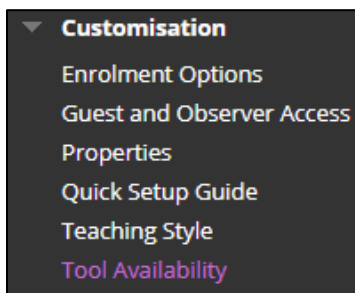 Customisation
Enrolment Options
Guest and Observer Access
Properties
Quick Setup Guide
Teaching Style
Tool Availability